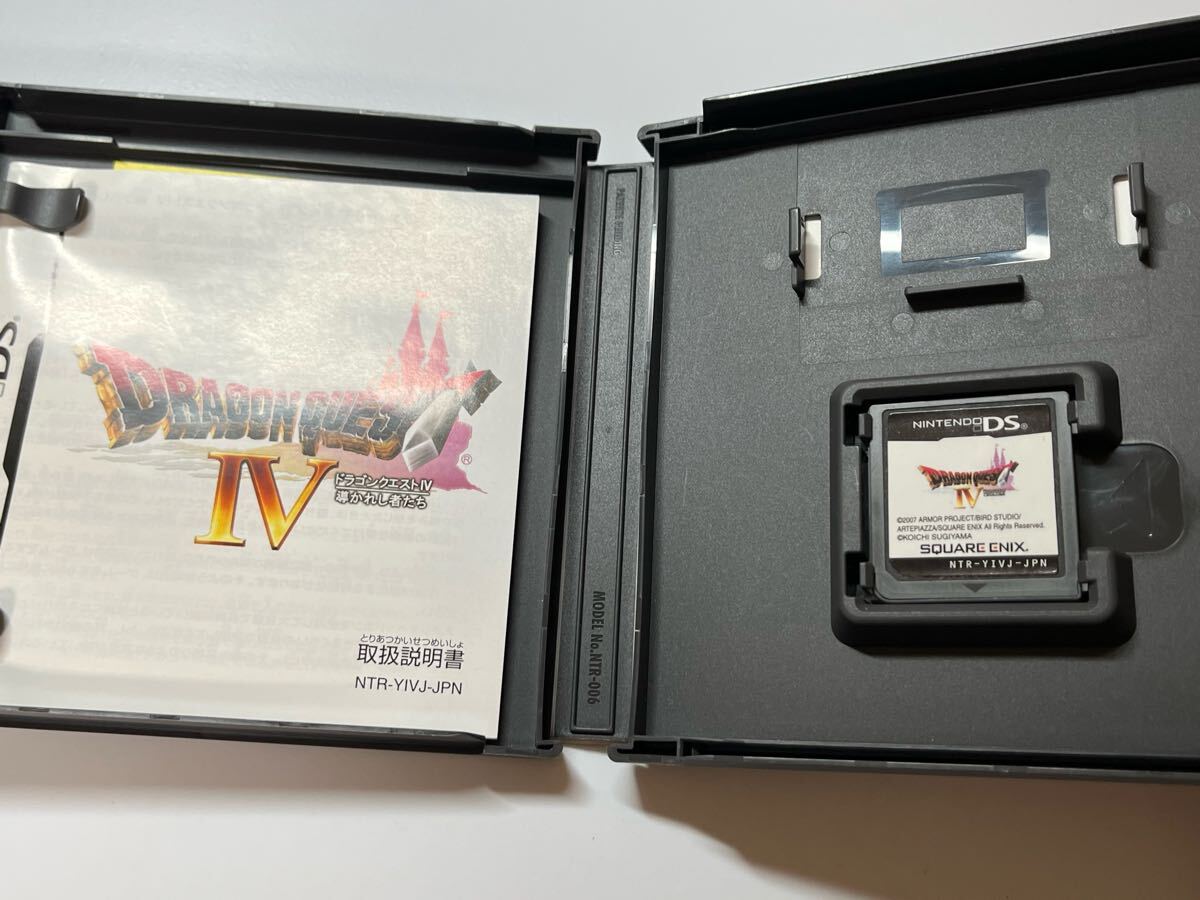 DS
DRAGON QUEST
IV
®
ドラゴンクエストIV
導かれし者たち
とりあつかいせつめいしょ
取扱説明書
NTR-YIVJ-JPN
MODEL No.NTR-006
NINTENDO DS®
DRAGON QUEST
IV
©2007 ARMOR PROJECT/BIRD STUDIO/
ARTEPIAZZA/SQUARE ENIX All Rights Reserved.
©KOICHI SUGIYAMA
SQUARE ENIX.
NTR-YIVJ-JPN